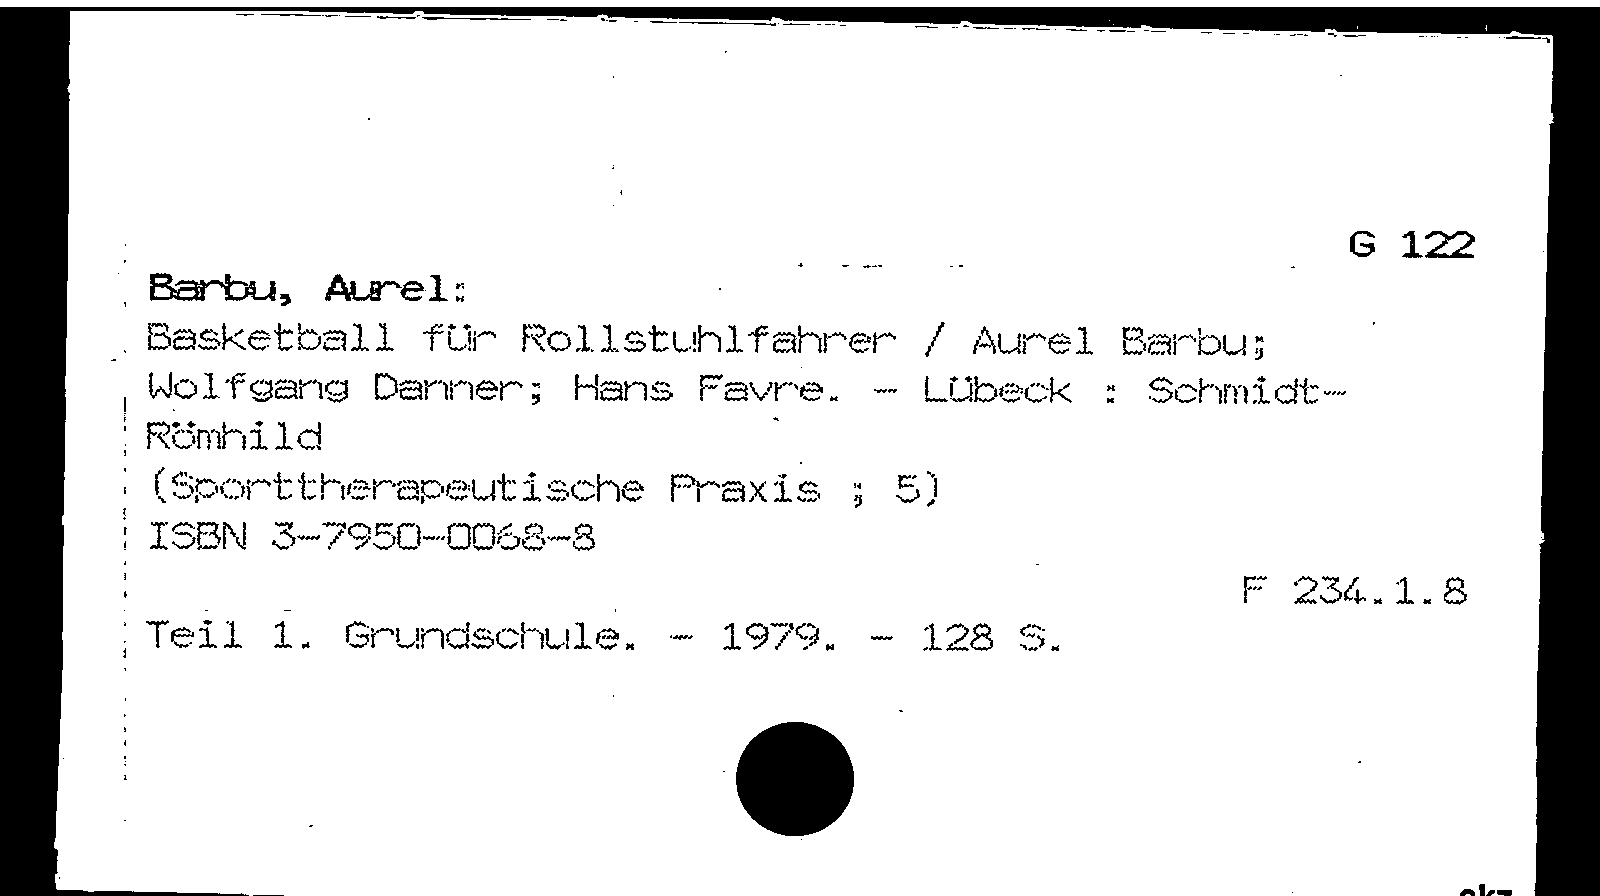 G 122
Barbu, Aurel:
Basketball für Rollstuhlfahrer / Aurel Barbu;
Wolfgang Danner; Hans Favre. - Lübeck : Schmidt-
Römhild
(Sporttherapeutische Praxis ; 5)
ISBN 3-7950-0068-8
F 234.1.8
Teil 1. Grundschule. - 1979. - 128 S.